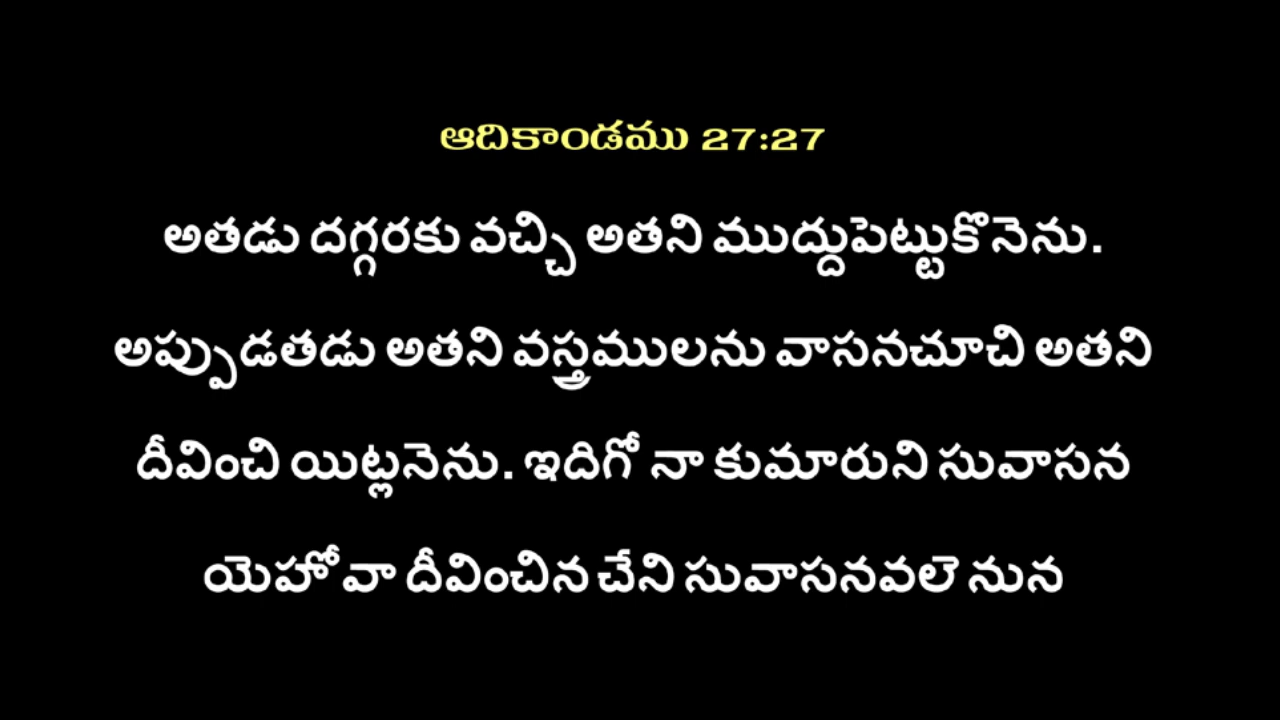 ఆదికాండము 27:27
అతడు దగ్గరకు వచ్చి అతని ముద్దుపెట్టుకొనెను.
అప్పుడతడు అతని వస్త్రములను వాసనచూచి అతని
దీవించి యిట్లనెను. ఇదిగో నా కుమారుని సువాసన
యెహోవా దీవించిన చేని సువాసనవలె నున